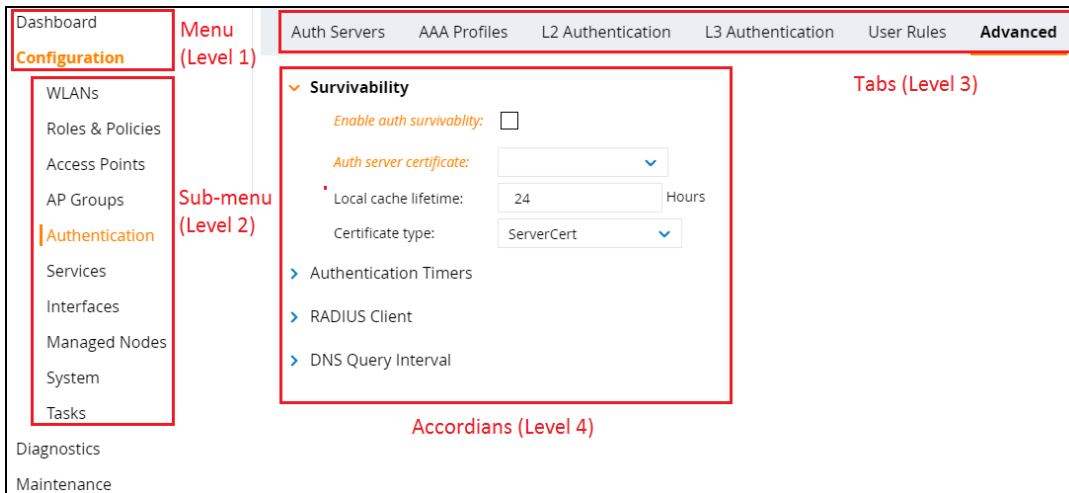 Dashboard
Configuration
Menu
(Level 1)
WLANs
Roles & Policies
Access Points
AP Groups
Authentication
Services
Interfaces
Managed Nodes
System
Tasks
Sub-menu
(Level 2)
Diagnostics
Maintenance
Auth Servers AAA Profiles L2 Authentication L3 Authentication User Rules Advanced
Tabs (Level 3)
Survivability
Enable auth survivablity:
Auth server certificate:
Local cache lifetime: 24 Hours
Certificate type: ServerCert
Authentication Timers
RADIUS Client
DNS Query Interval
Accordians (Level 4)